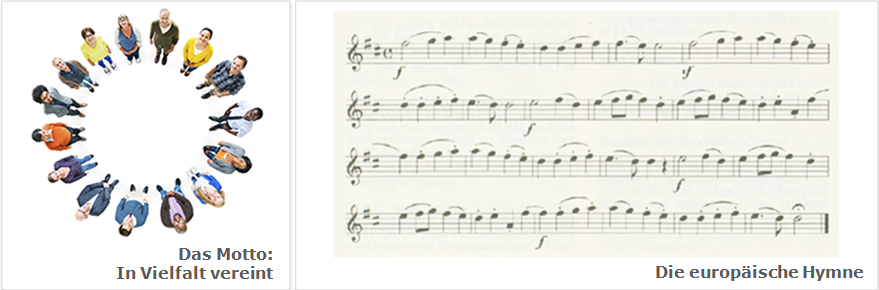 Das Motto:
In Vielfalt vereint
Die europäische Hymne